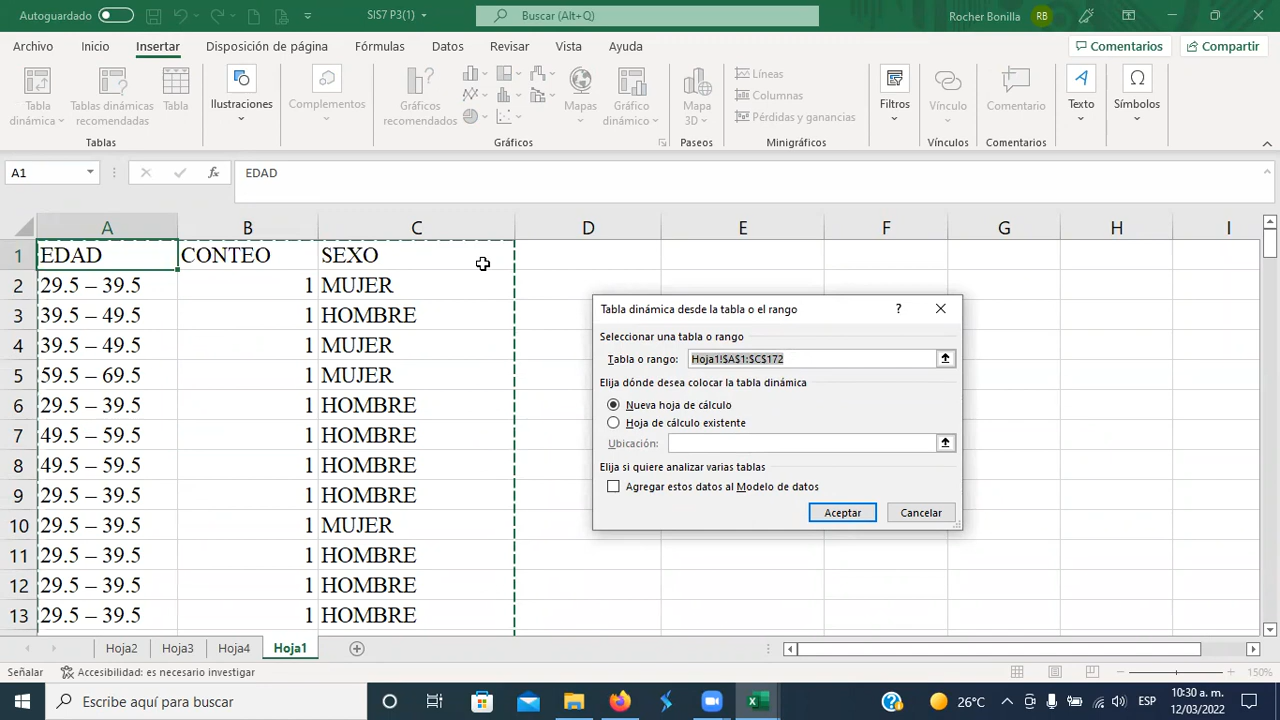 Autoguardado
SIS7 P3(1)
Buscar (Alt+Q)
Rocher Bonilla
RB
Archivo Inicio Insertar Disposición de página Fórmulas Datos Revisar Vista Ayuda
Comentarios
Compartir
Tabla dinámica
Tablas dinámicas recomendadas
Tabla
Ilustraciones
Complementos
Gráficos recomendados
Mapas
Gráfico dinámico
Mapa 3D
Líneas
Columnas
Pérdidas y ganancias
Filtros
Vínculo
Comentario
Texto
Símbolos
Tablas
Gráficos
Paseos
Minigráficos
Vínculos
Comentarios
A1
fx
EDAD
A B C D E F G H I
1 EDAD CONTEO SEXO
2 29.5 – 39.5 1 MUJER
3 39.5 – 49.5 1 HOMBRE
4 39.5 – 49.5 1 MUJER
5 59.5 – 69.5 1 MUJER
6 29.5 – 39.5 1 HOMBRE
7 49.5 – 59.5 1 HOMBRE
8 49.5 – 59.5 1 HOMBRE
9 29.5 – 39.5 1 HOMBRE
10 29.5 – 39.5 1 MUJER
11 29.5 – 39.5 1 HOMBRE
12 29.5 – 39.5 1 HOMBRE
13 29.5 – 39.5 1 HOMBRE
Tabla dinámica desde la tabla o el rango
?
Seleccionar una tabla o rango
Tabla o rango: Hoja1!$A$1:$C$172
Elija dónde desea colocar la tabla dinámica
Nueva hoja de cálculo
Hoja de cálculo existente
Ubicación:
Elija si quiere analizar varias tablas
Agregar estos datos al Modelo de datos
Aceptar
Cancelar
Hoja2 Hoja3 Hoja4 Hoja1
Señalar
Accesibilidad: es necesario investigar
150%
Escribe aquí para buscar
26°C
ESP
10:30 a. m.
12/03/2022